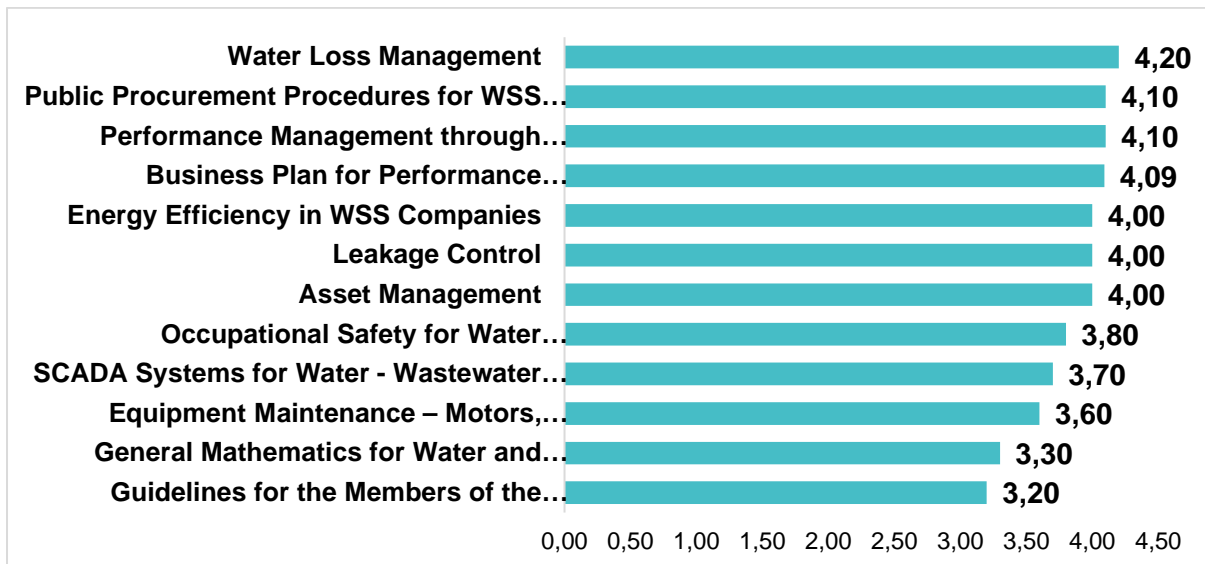 Water Loss Management 4,20
Public Procurement Procedures for WSS… 4,10
Performance Management through… 4,10
Business Plan for Performance… 4,09
Energy Efficiency in WSS Companies 4,00
Leakage Control 4,00
Asset Management 4,00
Occupational Safety for Water… 3,80
SCADA Systems for Water - Wastewater… 3,70
Equipment Maintenance – Motors,… 3,60
General Mathematics for Water and… 3,30
Guidelines for the Members of the… 3,20
0,00 0,50 1,00 1,50 2,00 2,50 3,00 3,50 4,00 4,50